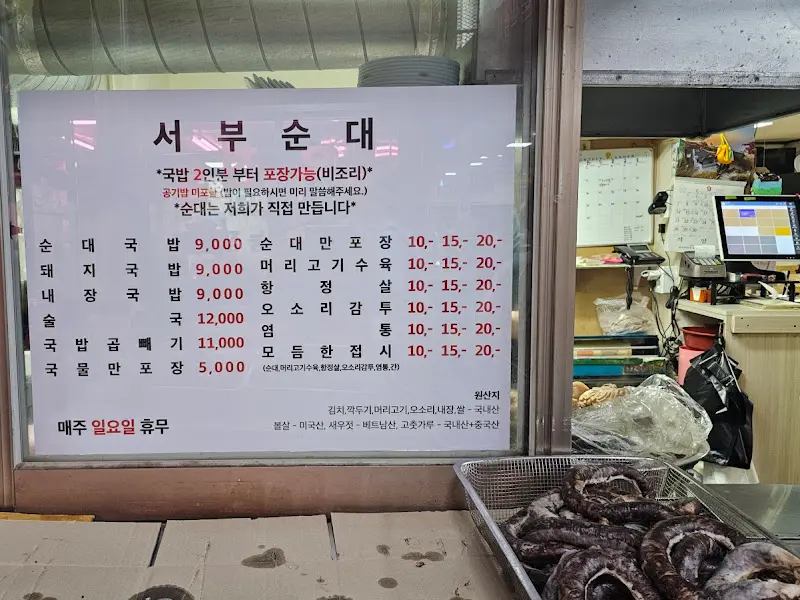 서 부 순 대
*국밥 2인분 부터 포장가능(비조리)*
공기밥 미포함 (밥이 필요하시면 미리 말씀해주세요.)
*순대는 저희가 직접 만듭니다*
순 대 국 밥 9,000
돼 지 국 밥 9,000
내 장 국 밥 9,000
술 국 12,000
국 밥 곱 빼 기 11,000
국 물 만 포 장 5,000
순 대 만 포 장 10,- 15,- 20,-
머 리 고 기 수 육 10,- 15,- 20,-
항 정 살 10,- 15,- 20,-
오 소 리 감 투 10,- 15,- 20,-
염 통 10,- 15,- 20,-
모 듬 한 접 시 10,- 15,- 20,-
(순대,머리고기수육,항정살,오소리감투,염통,간)
원산지
김치,깍두기,머리고기,오소리,내장,쌀 - 국내산
볼살 - 미국산, 새우젓 - 베트남산, 고춧가루 - 국내산+중국산
매주 일요일 휴무